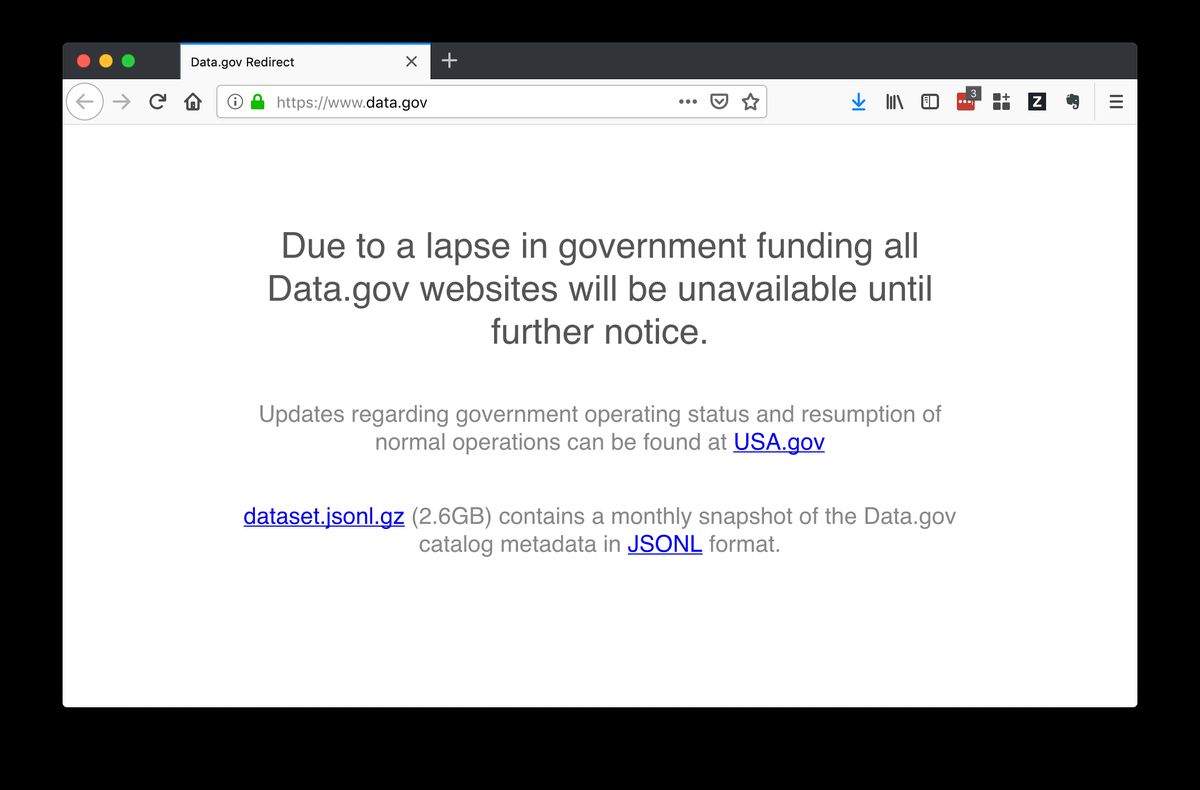 Data.gov Redirect
https://www.data.gov
3
Z
Due to a lapse in government funding all
Data.gov websites will be unavailable until
further notice.
Updates regarding government operating status and resumption of
normal operations can be found at USA.gov
dataset.jsonl.gz (2.6GB) contains a monthly snapshot of the Data.gov
catalog metadata in JSONL format.